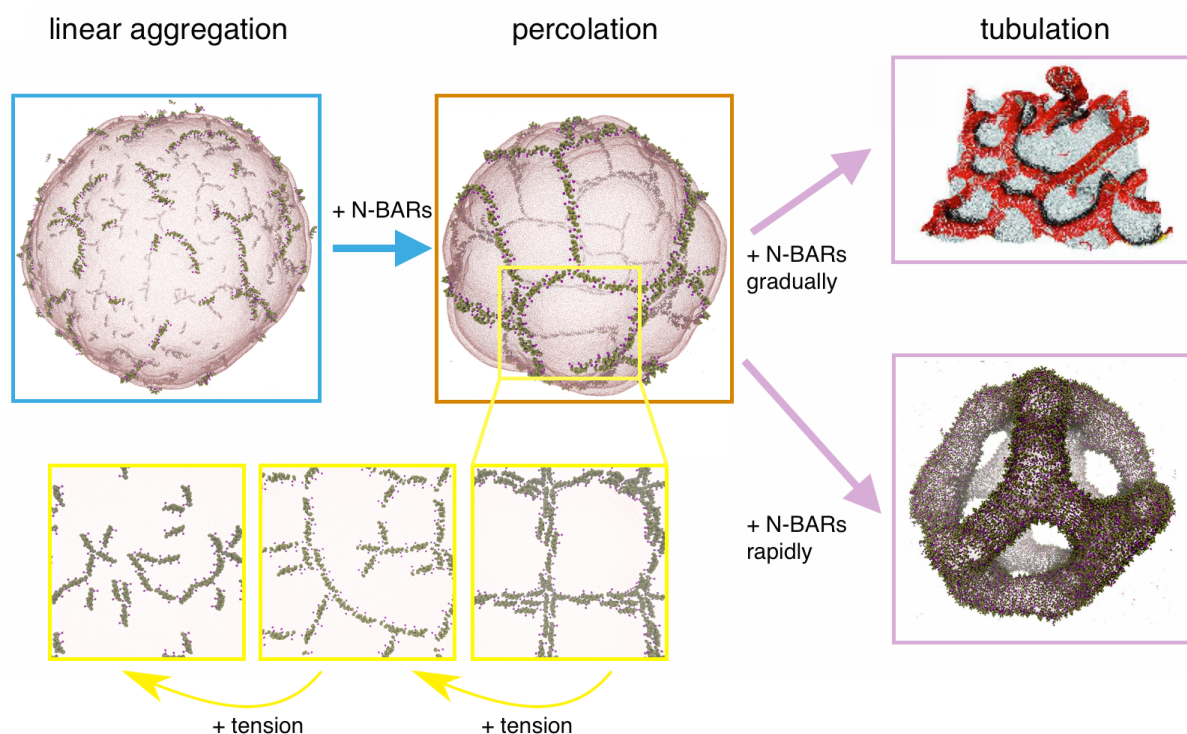 linear aggregation
percolation
tubulation
+ N-BARs
+ N-BARs
gradually
+ N-BARs
rapidly
+ tension
+ tension